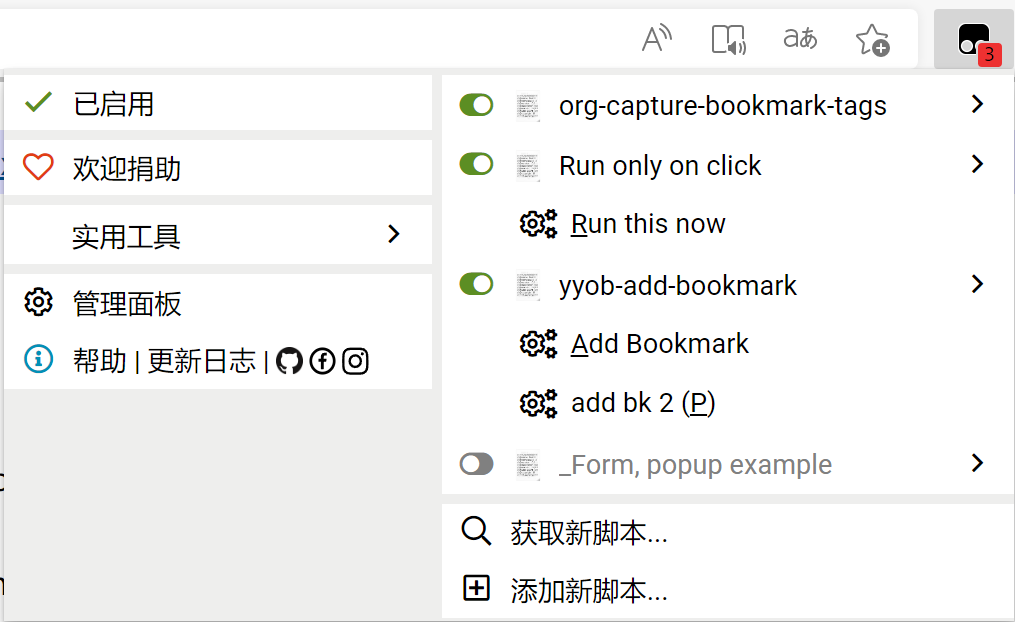 aあ
3
已启用
欢迎捐助
实用工具
管理面板
帮助 | 更新日志 |
org-capture-bookmark-tags
Run only on click
Run this now
yyob-add-bookmark
Add Bookmark
add bk 2 (P)
_Form, popup example
获取新脚本...
添加新脚本...